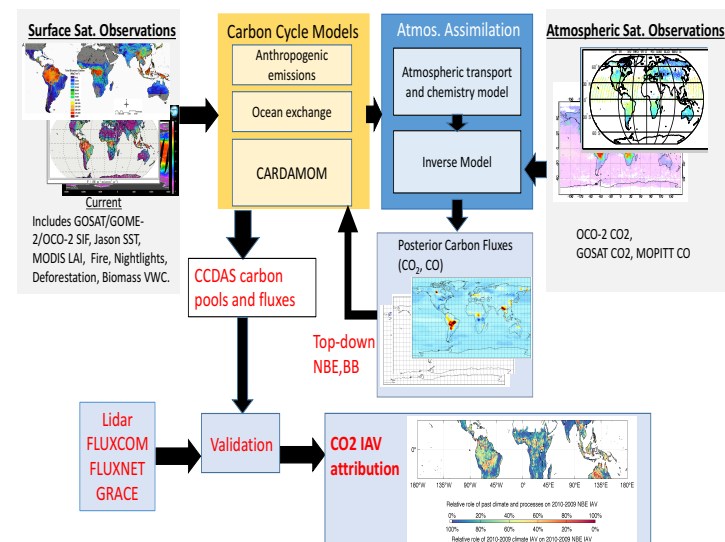 Surface Sat. Observations
Current
Includes GOSAT/GOME-
2/OCO-2 SIF, Jason SST,
MODIS LAI, Fire, Nightlights,
Deforestation, Biomass VWC.
Carbon Cycle Models
Anthropogenic
emissions
Ocean exchange
CARDAMOM
Atmos. Assimilation
Atmospheric transport
and chemistry model
Inverse Model
Atmospheric Sat. Observations
OCO-2 CO2,
GOSAT CO2, MOPITT CO
Posterior Carbon Fluxes
(CO2, CO)
CCDAS carbon
pools and fluxes
Top-down
NBE,BB
Lidar
FLUXCOM
FLUXNET
GRACE
Validation
CO2 IAV
attribution
0°
180°W 135°W 90°W 45°W 0° 45°E 90°E 135°E 180°E
Relative role of past climate and processes on 2010-2009 NBE IAV
0% 20% 40% 60% 80% 100%
100% 80% 60% 40% 20% 0%
Relative role of 2010-2009 climate IAV on 2010-2009 NBE IAV